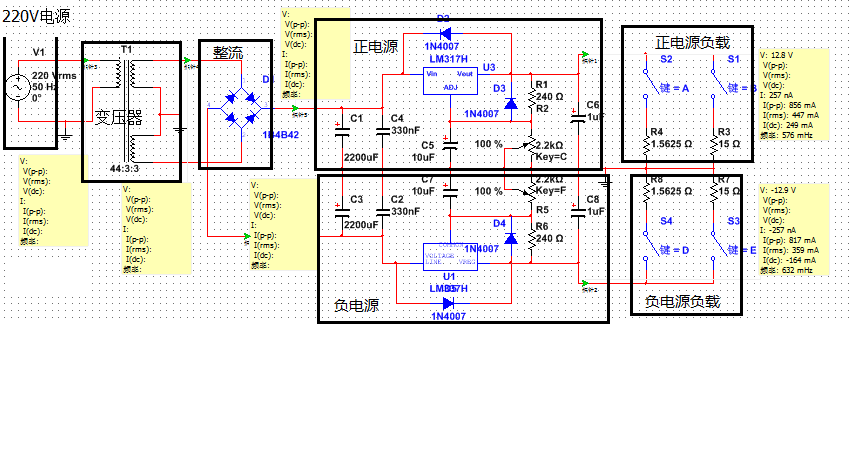 220V电源
V1
220 Vrms
50 Hz
0°
T1
变压器
44:3:3
整流
1B4B42
正电源
1N4007
LM317H
U3
Vin
Vout
ADJ
D3
1N4007
R1
240 Ω
R2
C6
1uF
C1
2200uF
C4
330nF
C5
10uF
100 %
2.2kΩ
Key=C
正电源负载
S2
S1
键 = A
R4
1.5625 Ω
R3
15 Ω
V: 12.8 V
V(p-p):
V(rms):
V(dc):
I: 257 nA
I(p-p): 856 mA
I(rms): 447 mA
I(dc): 249 mA
频率: 576 mHz
V:
V(p-p):
V(rms):
V(dc):
I:
I(p-p):
I(rms):
I(dc):
频率:
V:
V(p-p):
V(rms):
V(dc):
I:
I(p-p):
I(rms):
I(dc):
频率:
V:
V(p-p):
V(rms):
V(dc):
I:
I(p-p):
I(rms):
I(dc):
频率:
V:
V(p-p):
V(rms):
V(dc):
I:
I(p-p):
I(rms):
I(dc):
频率:
C3
2200uF
C2
330nF
C7
10uF
100 %
2.2kΩ
Key=F
R5
R6
240 Ω
C8
1uF
D4
1N4007
VOLTAGE
LINE
VREG
U1
1N4007
负电源
R8
1.5625 Ω
R7
15 Ω
S4
S3
键 = D
键 = E
负电源负载
V: -12.9 V
V(p-p):
V(rms):
V(dc):
I: -257 nA
I(p-p): 817 mA
I(rms): 359 mA
I(dc): -164 mA
频率: 632 mHz